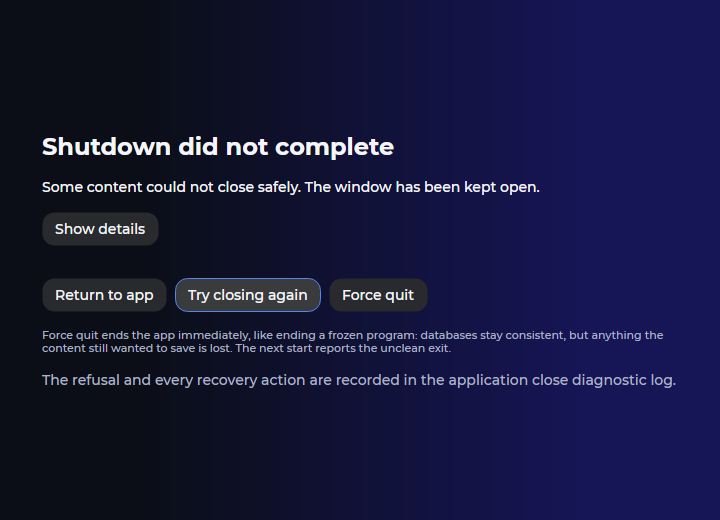 Shutdown did not complete
Some content could not close safely. The window has been kept open.
Show details
Return to app
Try closing again
Force quit
Force quit ends the app immediately, like ending a frozen program: databases stay consistent, but anything the
content still wanted to save is lost. The next start reports the unclean exit.
The refusal and every recovery action are recorded in the application close diagnostic log.